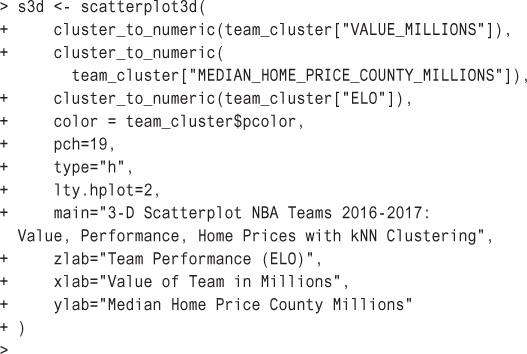 > s3d <- scatterplot3d(
+     cluster_to_numeric(team_cluster["VALUE_MILLIONS"]),
+     cluster_to_numeric(
       team_cluster["MEDIAN_HOME_PRICE_COUNTY_MILLIONS"]),
+     cluster_to_numeric(team_cluster["ELO"]),
+     color = team_cluster$pcolor,
+     pch=19,
+     type="h",
+     lty.hplot=2,
+     main="3-D Scatterplot NBA Teams 2016-2017:
  Value, Performance, Home Prices with kNN Clustering",
+     zlab="Team Performance (ELO)",
+     xlab="Value of Team in Millions",
+     ylab="Median Home Price County Millions"
+ )
>